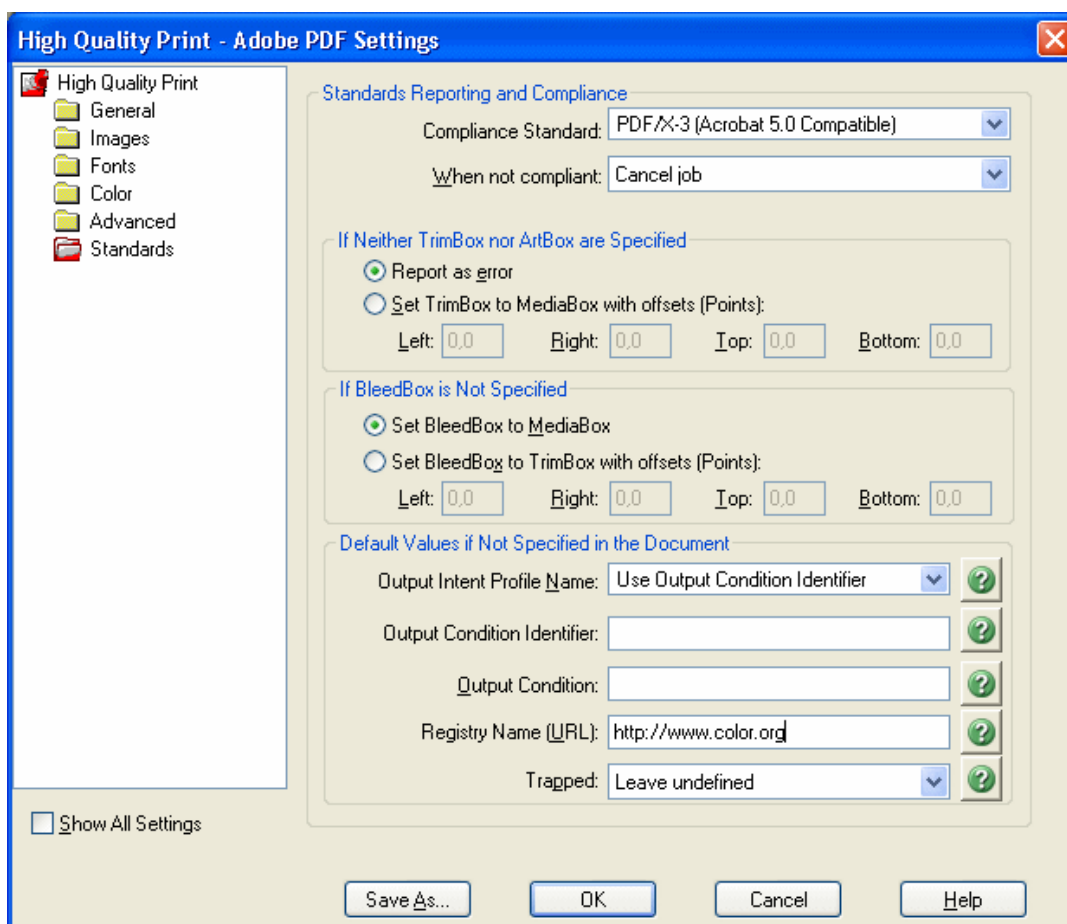 High Quality Print - Adobe PDF Settings
High Quality Print
General
Images
Fonts
Color
Advanced
Standards
Show All Settings
Standards Reporting and Compliance
Compliance Standard: PDF/X-3 (Acrobat 5.0 Compatible)
When not compliant: Cancel job
If Neither TrimBox nor ArtBox are Specified
Report as error
Set TrimBox to MediaBox with offsets (Points):
Left: 0,0 Right: 0,0 Top: 0,0 Bottom: 0,0
If BleedBox is Not Specified
Set BleedBox to MediaBox
Set BleedBox to TrimBox with offsets (Points):
Left: 0,0 Right: 0,0 Top: 0,0 Bottom: 0,0
Default Values if Not Specified in the Document
Output Intent Profile Name: Use Output Condition Identifier ?
Output Condition Identifier: ?
Output Condition: ?
Registry Name (URL): http://www.color.org ?
Trapped: Leave undefined ?
Save As... OK Cancel Help